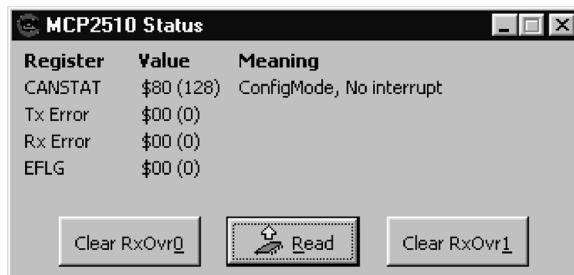 MCP2510 Status
Register Value Meaning
CANSTAT $80 (128) ConfigMode, No interrupt
Tx Error $00 (0)
Rx Error $00 (0)
EFLG $00 (0)
Clear RxOvr0 Read Clear RxOvr1